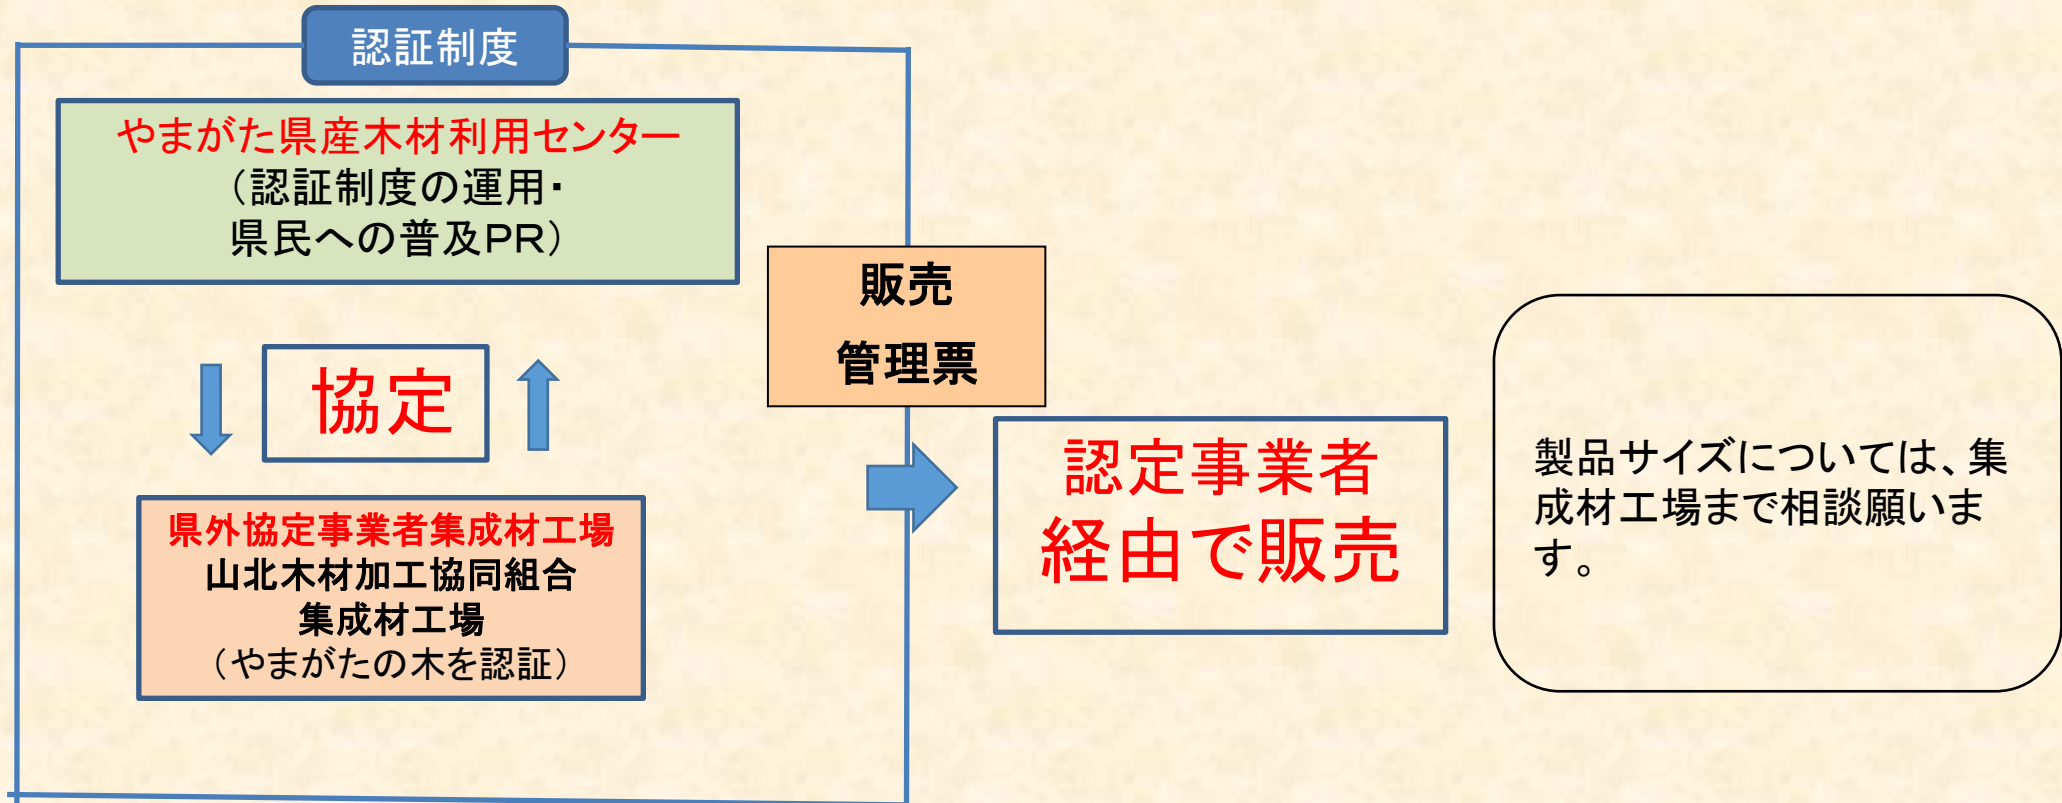 認証制度
やまがた県産木材利用センター
（認証制度の運用・
県民への普及PR）
協定
県外協定事業者集成材工場
山北木材加工協同組合
集成材工場
（やまがたの木を認証）
販売
管理票
認定事業者
経由で販売
製品サイズについては、集
成材工場まで相談願いま
す。